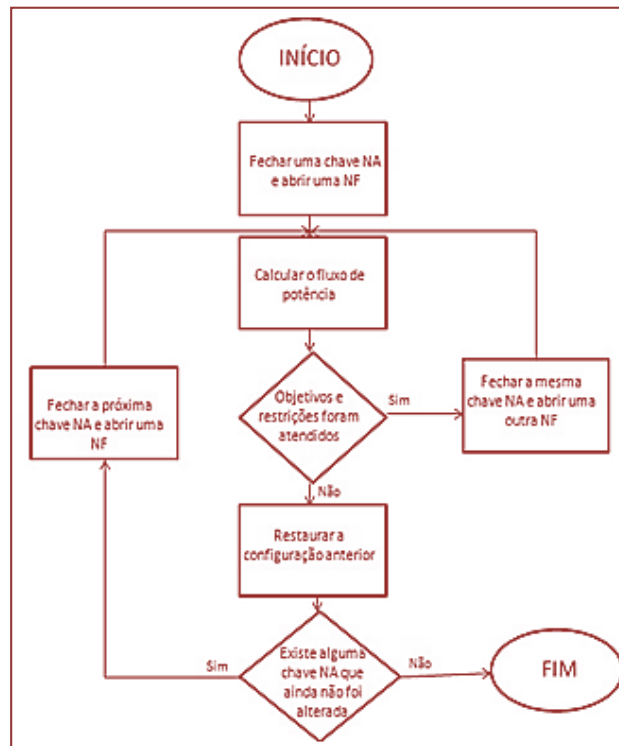 INÍCIO
Fechar uma chave NA
e abrir uma NF
Calcular o fluxo de
potência
Objetivos e
restrições foram
atendidos
Sim
Fechar a mesma
chave NA e abrir uma
outra NF
Fechar a próxima
chave NA e abrir uma
NF
Não
Restaurar a
configuração anterior
Existe alguma
chave NA que
ainda não foi
alterada
Sim
Não
FIM